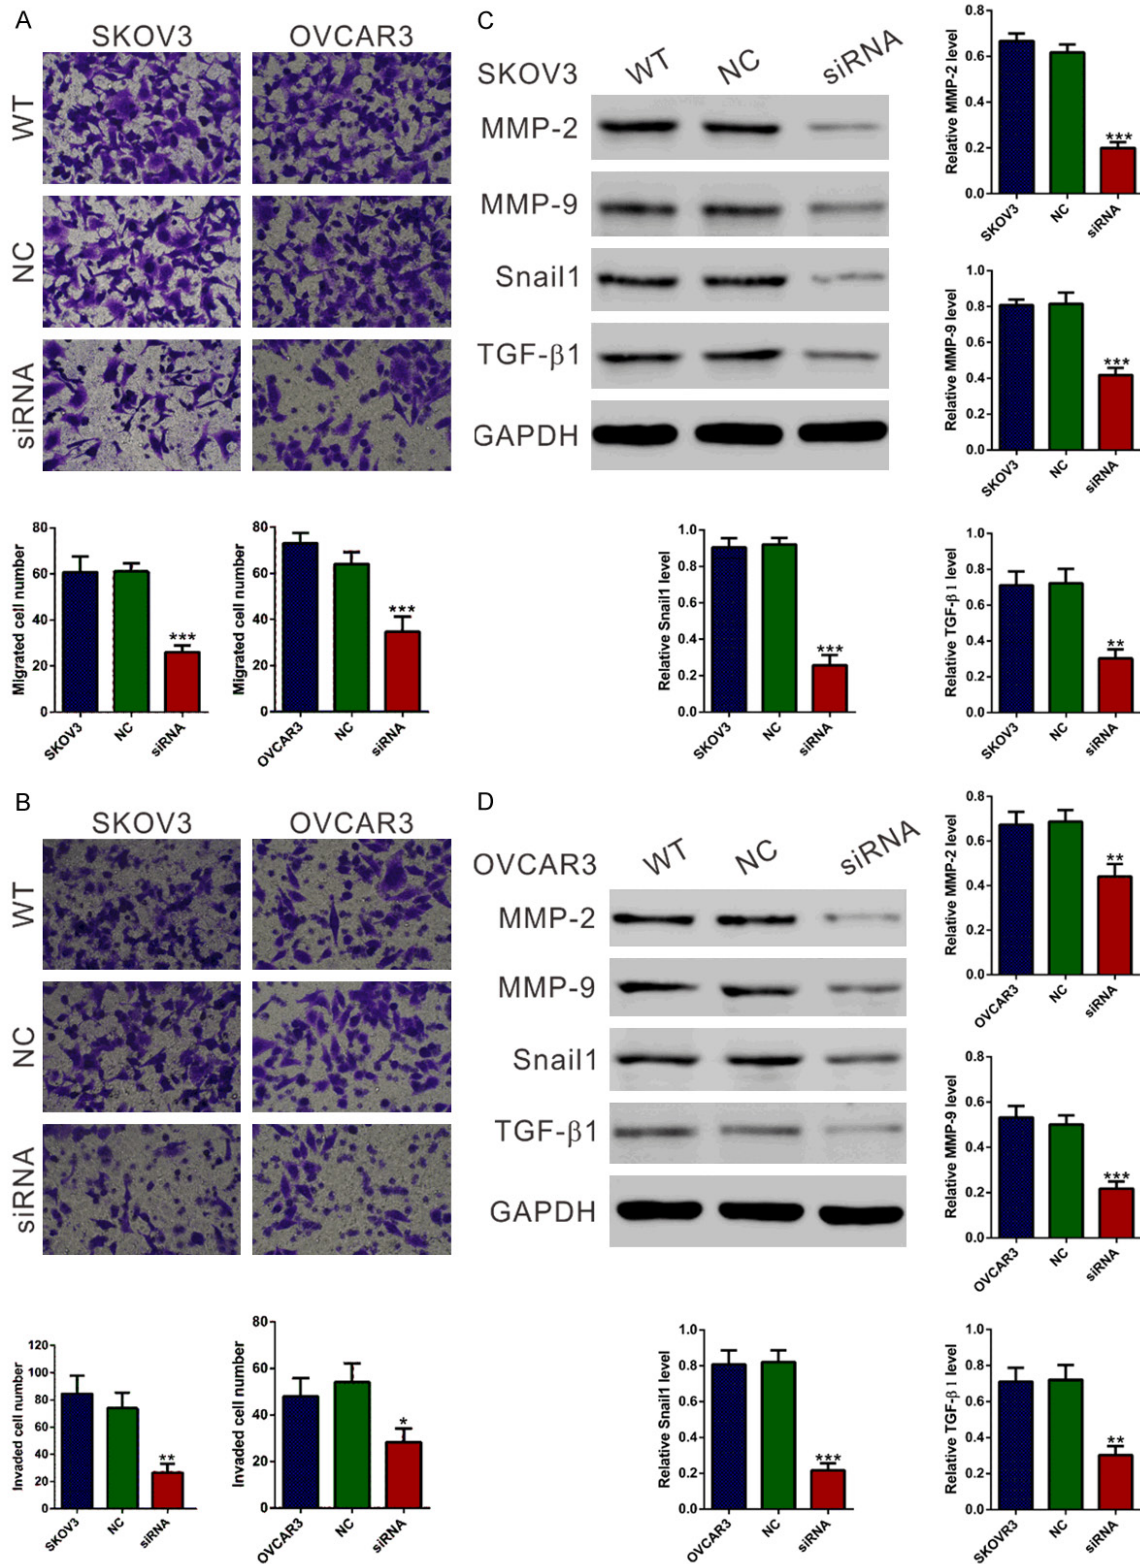 A
SKOV3 OVCAR3
WT
NC
siRNA
Migrated cell number
80
60
40
20
0
***
SKOV3 NC siRNA
Migrated cell number
80
60
40
20
0
***
OVCAR3 NC siRNA
B
SKOV3 OVCAR3
WT
NC
siRNA
Invaded cell number
120
100
80
60
40
20
0
**
SKOV3 NC siRNA
Invaded cell number
80
60
40
20
0
*
OVCAR3 NC siRNA
C
SKOV3 WT NC siRNA
MMP-2
MMP-9
Snail1
TGF-β1
GAPDH
Relative MMP-2 level
0.8
0.6
0.4
0.2
0.0
***
SKOV3 NC siRNA
Relative MMP-9 level
1.0
0.8
0.6
0.4
0.2
0.0
***
SKOV3 NC siRNA
Relative Snail1 level
1.0
0.8
0.6
0.4
0.2
0.0
***
SKOV3 NC siRNA
Relative TGF-β1 level
1.0
0.8
0.6
0.4
0.2
0.0
**
SKOV3 NC siRNA
D
OVCAR3 WT NC siRNA
MMP-2
MMP-9
Snail1
TGF-β1
GAPDH
Relative MMP-2 level
0.8
0.6
0.4
0.2
0.0
**
OVCAR3 NC siRNA
Relative MMP-9 level
0.8
0.6
0.4
0.2
0.0
***
OVCAR3 NC siRNA
Relative Snail1 level
1.0
0.8
0.6
0.4
0.2
0.0
***
OVCAR3 NC siRNA
Relative TGF-β1 level
1.0
0.8
0.6
0.4
0.2
0.0
**
SKOVR3 NC siRNA